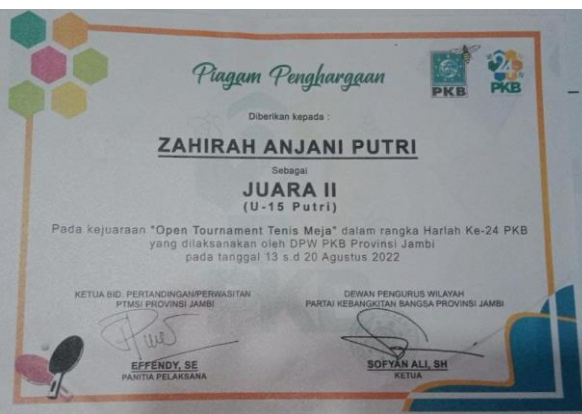 Piagam Penghargaan
PKB
PKB
Diberikan kepada :
ZAHIRAH ANJANI PUTRI
Sebagai
JUARA II
(U-15 Putri)
Pada kejuaraan "Open Tournament Tenis Meja" dalam rangka Harlah Ke-24 PKB
yang dilaksanakan oleh DPW PKB Provinsi Jambi
pada tanggal 13 s.d 20 Agustus 2022
KETUA BID. PERTANDINGAN/PERWASITAN
PTMSI PROVINSI JAMBI
EFFENDY, SE
PANITIA PELAKSANA
DEWAN PENGURUS WILAYAH
PARTAI KEBANGKITAN BANGSA PROVINSI JAMBI
SOFYAN ALI, SH
KETUA